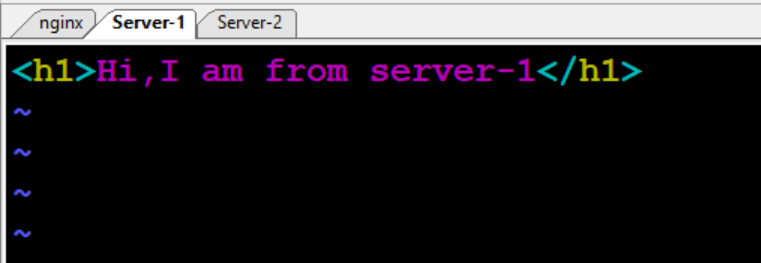 nginx Server-1 Server-2
<h1>Hi,I am from server-1</h1>
~
~
~
~